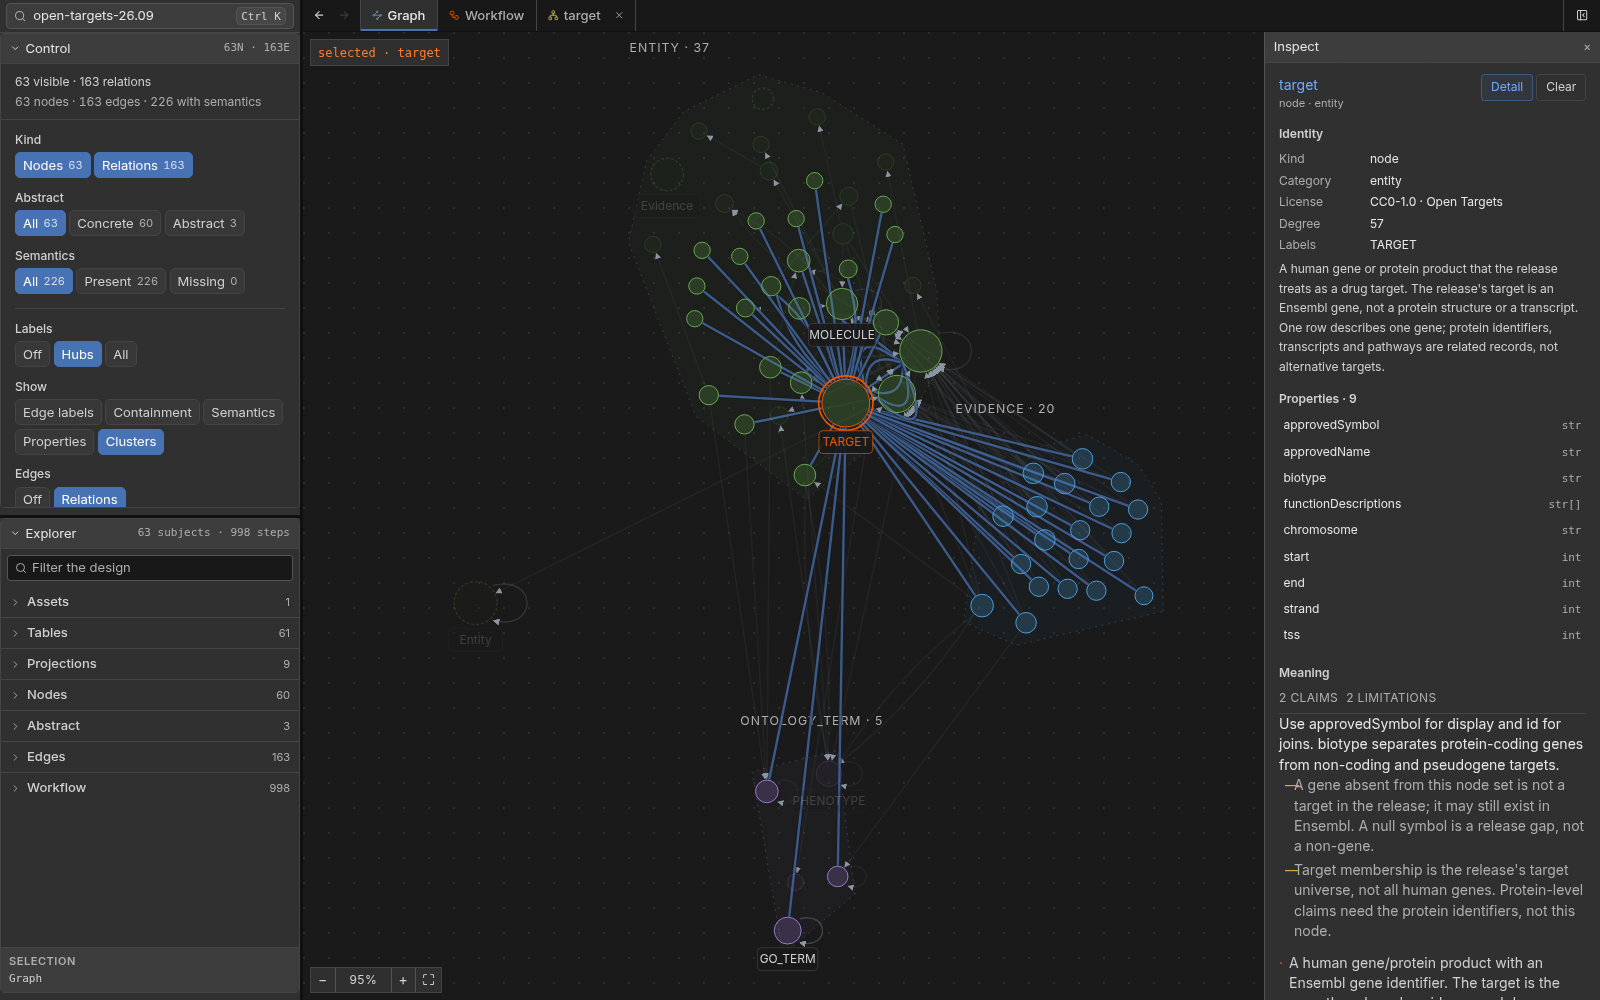 open-targets-26.09
Ctrl K
Graph
Workflow
target
×
Control
63N · 163E
63 visible · 163 relations
63 nodes · 163 edges · 226 with semantics
Kind
Nodes 63
Relations 163
Abstract
All 63
Concrete 60
Abstract 3
Semantics
All 226
Present 226
Missing 0
Labels
Off
Hubs
All
Show
Edge labels
Containment
Semantics
Properties
Clusters
Edges
Off
Relations
Explorer
63 subjects · 998 steps
Filter the design
Assets 1
Tables 61
Projections 9
Nodes 60
Abstract 3
Edges 163
Workflow 998
SELECTION
Graph
selected · target
ENTITY · 37
Evidence
MOLECULE
TARGET
EVIDENCE · 20
Entity
ONTOLOGY_TERM · 5
PHENOTYPE
GO_TERM
− 95% +
Inspect
×
target
node · entity
Detail
Clear
Identity
Kind node
Category entity
License CC0-1.0 · Open Targets
Degree 57
Labels TARGET
A human gene or protein product that the release
treats as a drug target. The release's target is an
Ensembl gene, not a protein structure or a transcript.
One row describes one gene; protein identifiers,
transcripts and pathways are related records, not
alternative targets.
Properties · 9
approvedSymbol str
approvedName str
biotype str
functionDescriptions str[]
chromosome str
start int
end int
strand int
tss int
Meaning
2 CLAIMS 2 LIMITATIONS
Use approvedSymbol for display and id for
joins. biotype separates protein-coding genes
from non-coding and pseudogene targets.
—A gene absent from this node set is not a
target in the release; it may still exist in
Ensembl. A null symbol is a release gap, not
a non-gene.
—Target membership is the release's target
universe, not all human genes. Protein-level
claims need the protein identifiers, not this
node.
· A human gene/protein product with an
Ensembl gene identifier. The target is the